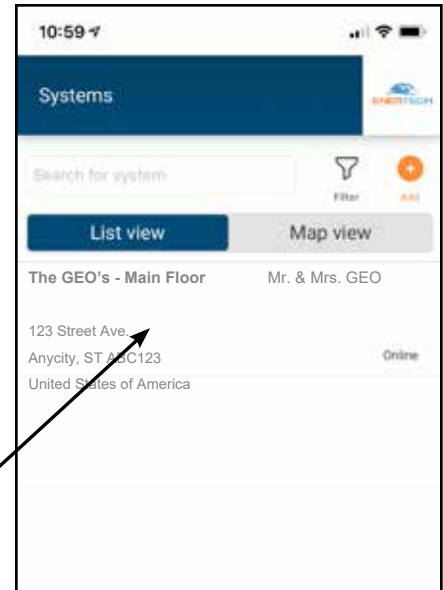 10:59
Systems
ENERTECH
Search for system
Filter
Add
List view Map view
The GEO's - Main Floor Mr. & Mrs. GEO
123 Street Ave.
Anycity, ST ABC123 Online
United States of America